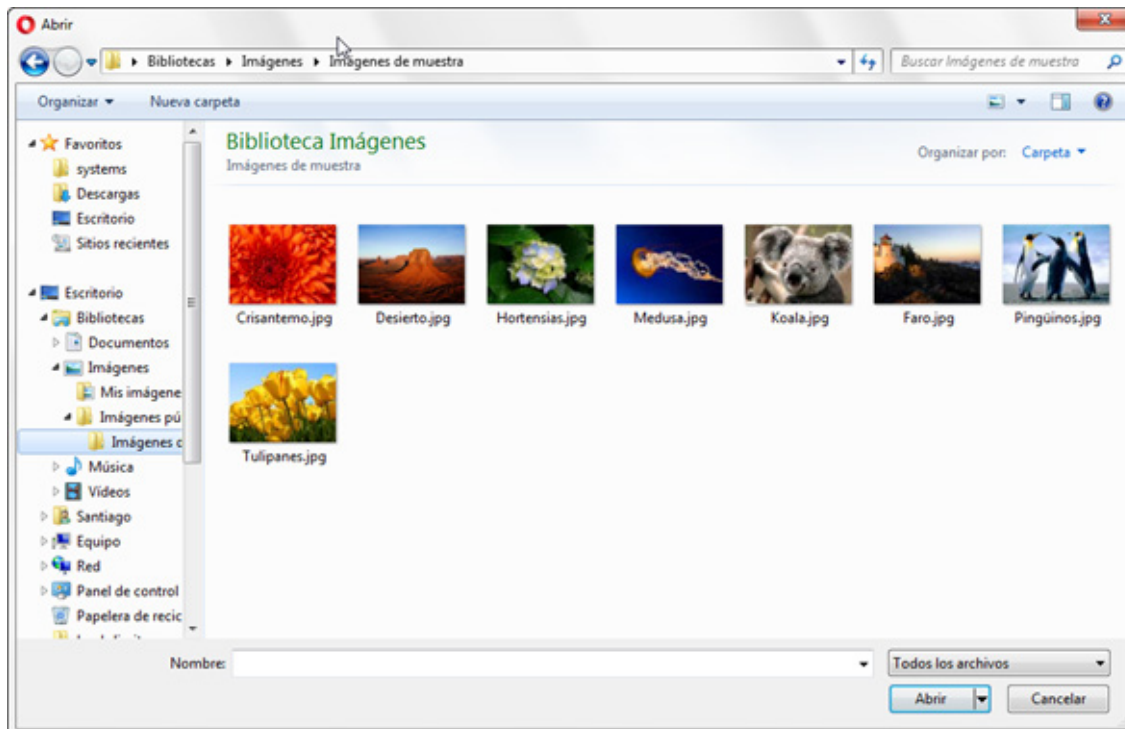 Abrir
Bibliotecas Imágenes Imágenes de muestra
Buscar Imágenes de muestra
Organizar Nueva carpeta
Favoritos
systems
Descargas
Escritorio
Sitios recientes
Escritorio
Bibliotecas
Documentos
Imágenes
Mis imágene
Imágenes pú
Imágenes d
Música
Vídeos
Santiago
Equipo
Red
Panel de control
Papelera de recic
Biblioteca Imágenes
Imágenes de muestra
Organizar por: Carpeta
Crisantemo.jpg Desierto.jpg Hortensias.jpg Medusa.jpg Koala.jpg Faro.jpg Pingüinos.jpg
Tulipanes.jpg
Nombre:
Todos los archivos
Abrir Cancelar